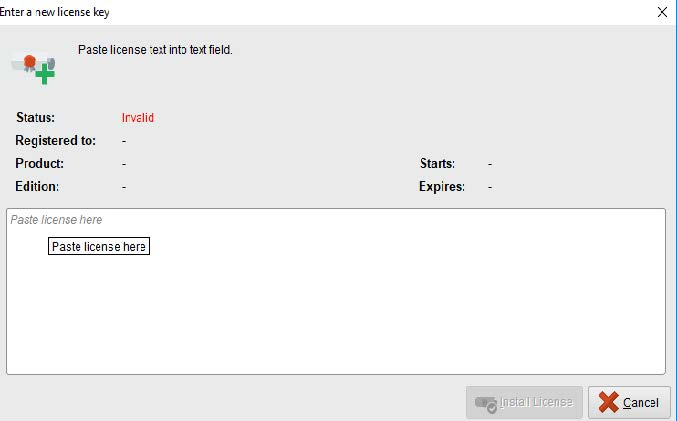 Enter a new license key
Paste license text into text field.
Status: Invalid
Registered to: -
Product: - Starts: -
Edition: - Expires: -
Paste license here
Paste license here
Install License Cancel